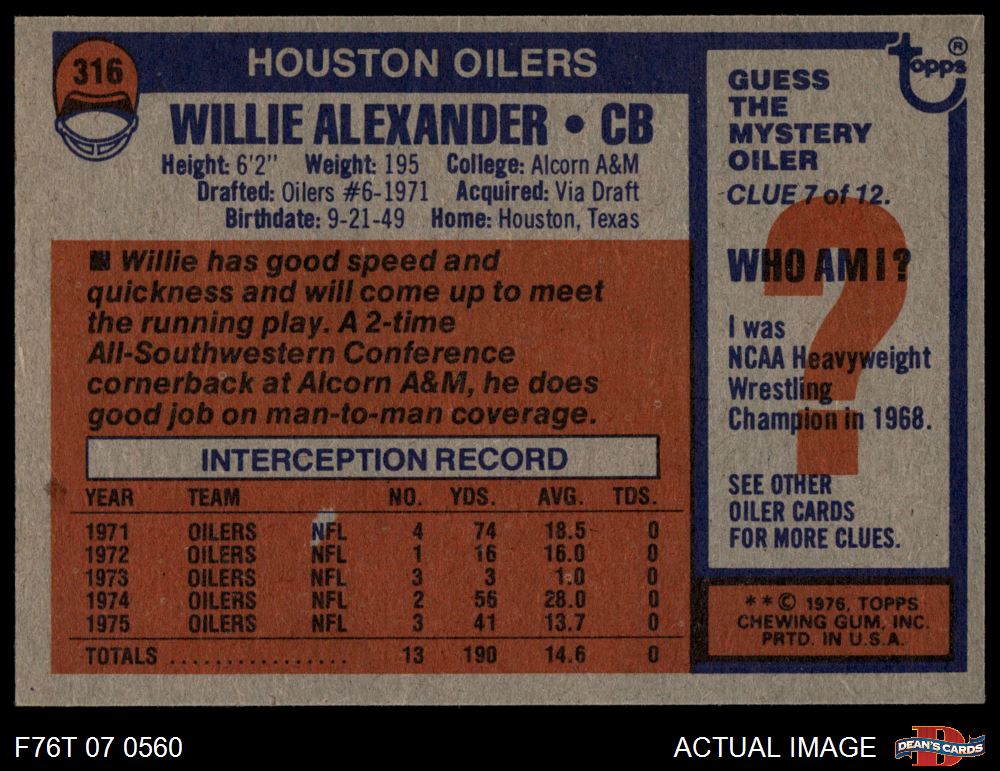 316
HOUSTON OILERS
WILLIE ALEXANDER • CB
Height: 6'2" Weight: 195 College: Alcorn A&M
Drafted: Oilers #6-1971 Acquired: Via Draft
Birthdate: 9-21-49 Home: Houston, Texas
■ Willie has good speed and
quickness and will come up to meet
the running play. A 2-time
All-Southwestern Conference
cornerback at Alcorn A&M, he does
good job on man-to-man coverage.
INTERCEPTION RECORD
YEAR TEAM NO. YDS. AVG. TDS.
1971 OILERS NFL 4 74 18.5 0
1972 OILERS NFL 1 16 16.0 0
1973 OILERS NFL 3 3 1.0 0
1974 OILERS NFL 2 56 28.0 0
1975 OILERS NFL 3 41 13.7 0
TOTALS ................ 13 190 14.6 0
topps ®
GUESS
THE
MYSTERY
OILER
CLUE 7 of 12.
?
WHO AM I?
I was
NCAA Heavyweight
Wrestling
Champion in 1968.
SEE OTHER
OILER CARDS
FOR MORE CLUES.
* * © 1976, TOPPS
CHEWING GUM, INC.
PRTD. IN U.S.A.
F76T 07 0560
ACTUAL IMAGE
D
DEAN'S CARDS